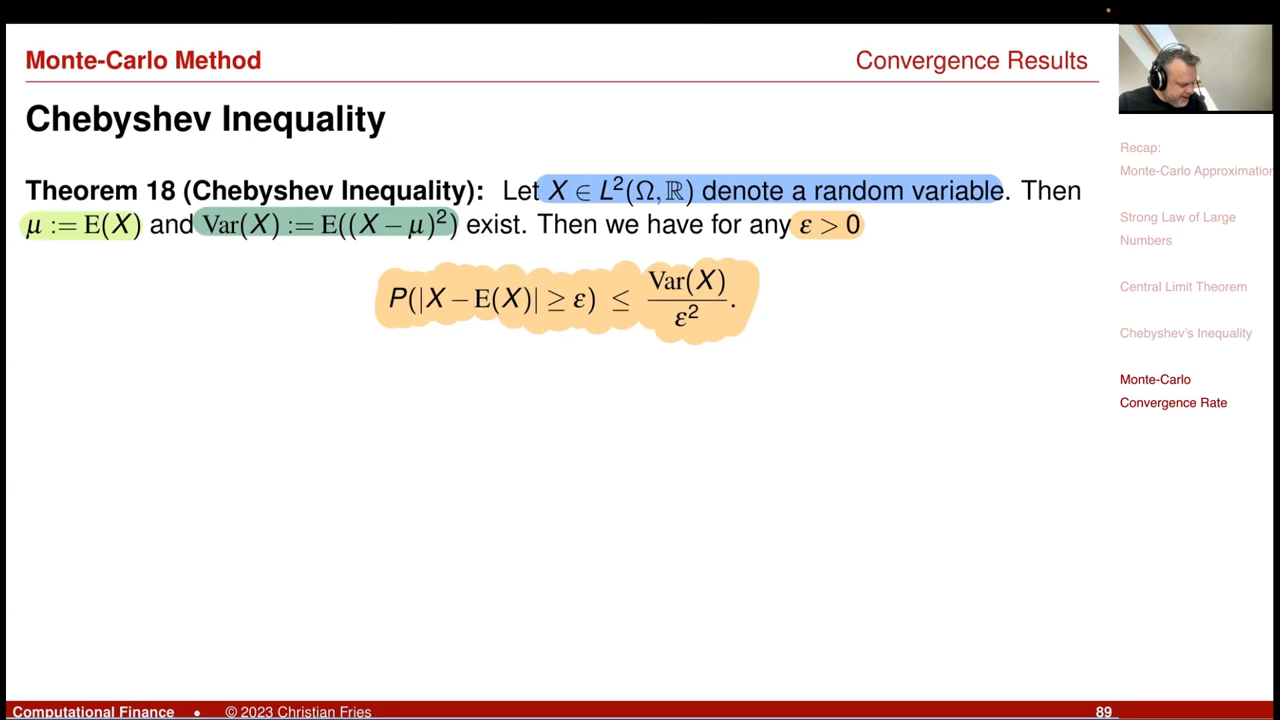 Monte-Carlo Method
Convergence Results
Chebyshev Inequality
Theorem 18 (Chebyshev Inequality): Let X ∈ L²(Ω,ℝ) denote a random variable. Then
μ := E(X) and Var(X) := E((X − μ)²) exist. Then we have for any ε > 0
P(|X − E(X)| ≥ ε) ≤ Var(X) / ε².
Recap:
Monte-Carlo Approximation
Strong Law of Large
Numbers
Central Limit Theorem
Chebyshev's Inequality
Monte-Carlo
Convergence Rate
Computational Finance • © 2023 Christian Fries
89